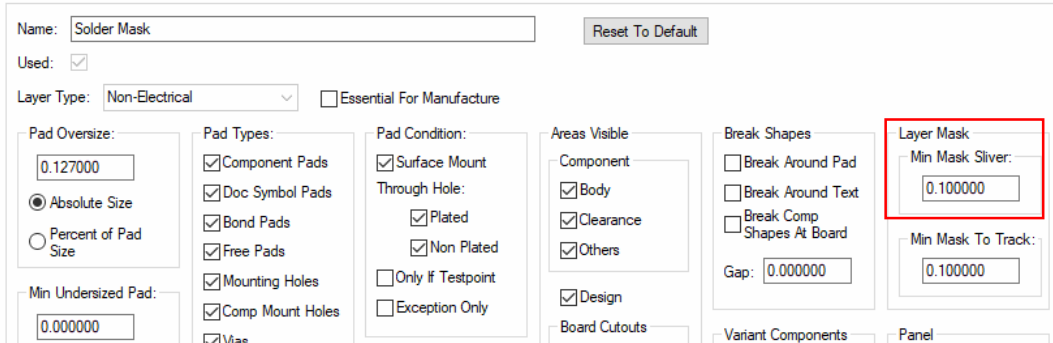 Name: Solder Mask Reset To Default
Used:
Layer Type: Non-Electrical Essential For Manufacture
Pad Oversize:
0.127000
Absolute Size
Percent of Pad
Size
Min Undersized Pad:
0.000000
Pad Types:
Component Pads
Doc Symbol Pads
Bond Pads
Free Pads
Mounting Holes
Comp Mount Holes
Vias
Pad Condition:
Surface Mount
Through Hole:
Plated
Non Plated
Only If Testpoint
Exception Only
Areas Visible
Component
Body
Clearance
Others
Design
Board Cutouts
Break Shapes
Break Around Pad
Break Around Text
Break Comp
Shapes At Board
Gap: 0.000000
Variant Components
Layer Mask
Min Mask Sliver:
0.100000
Min Mask To Track:
0.100000
Panel